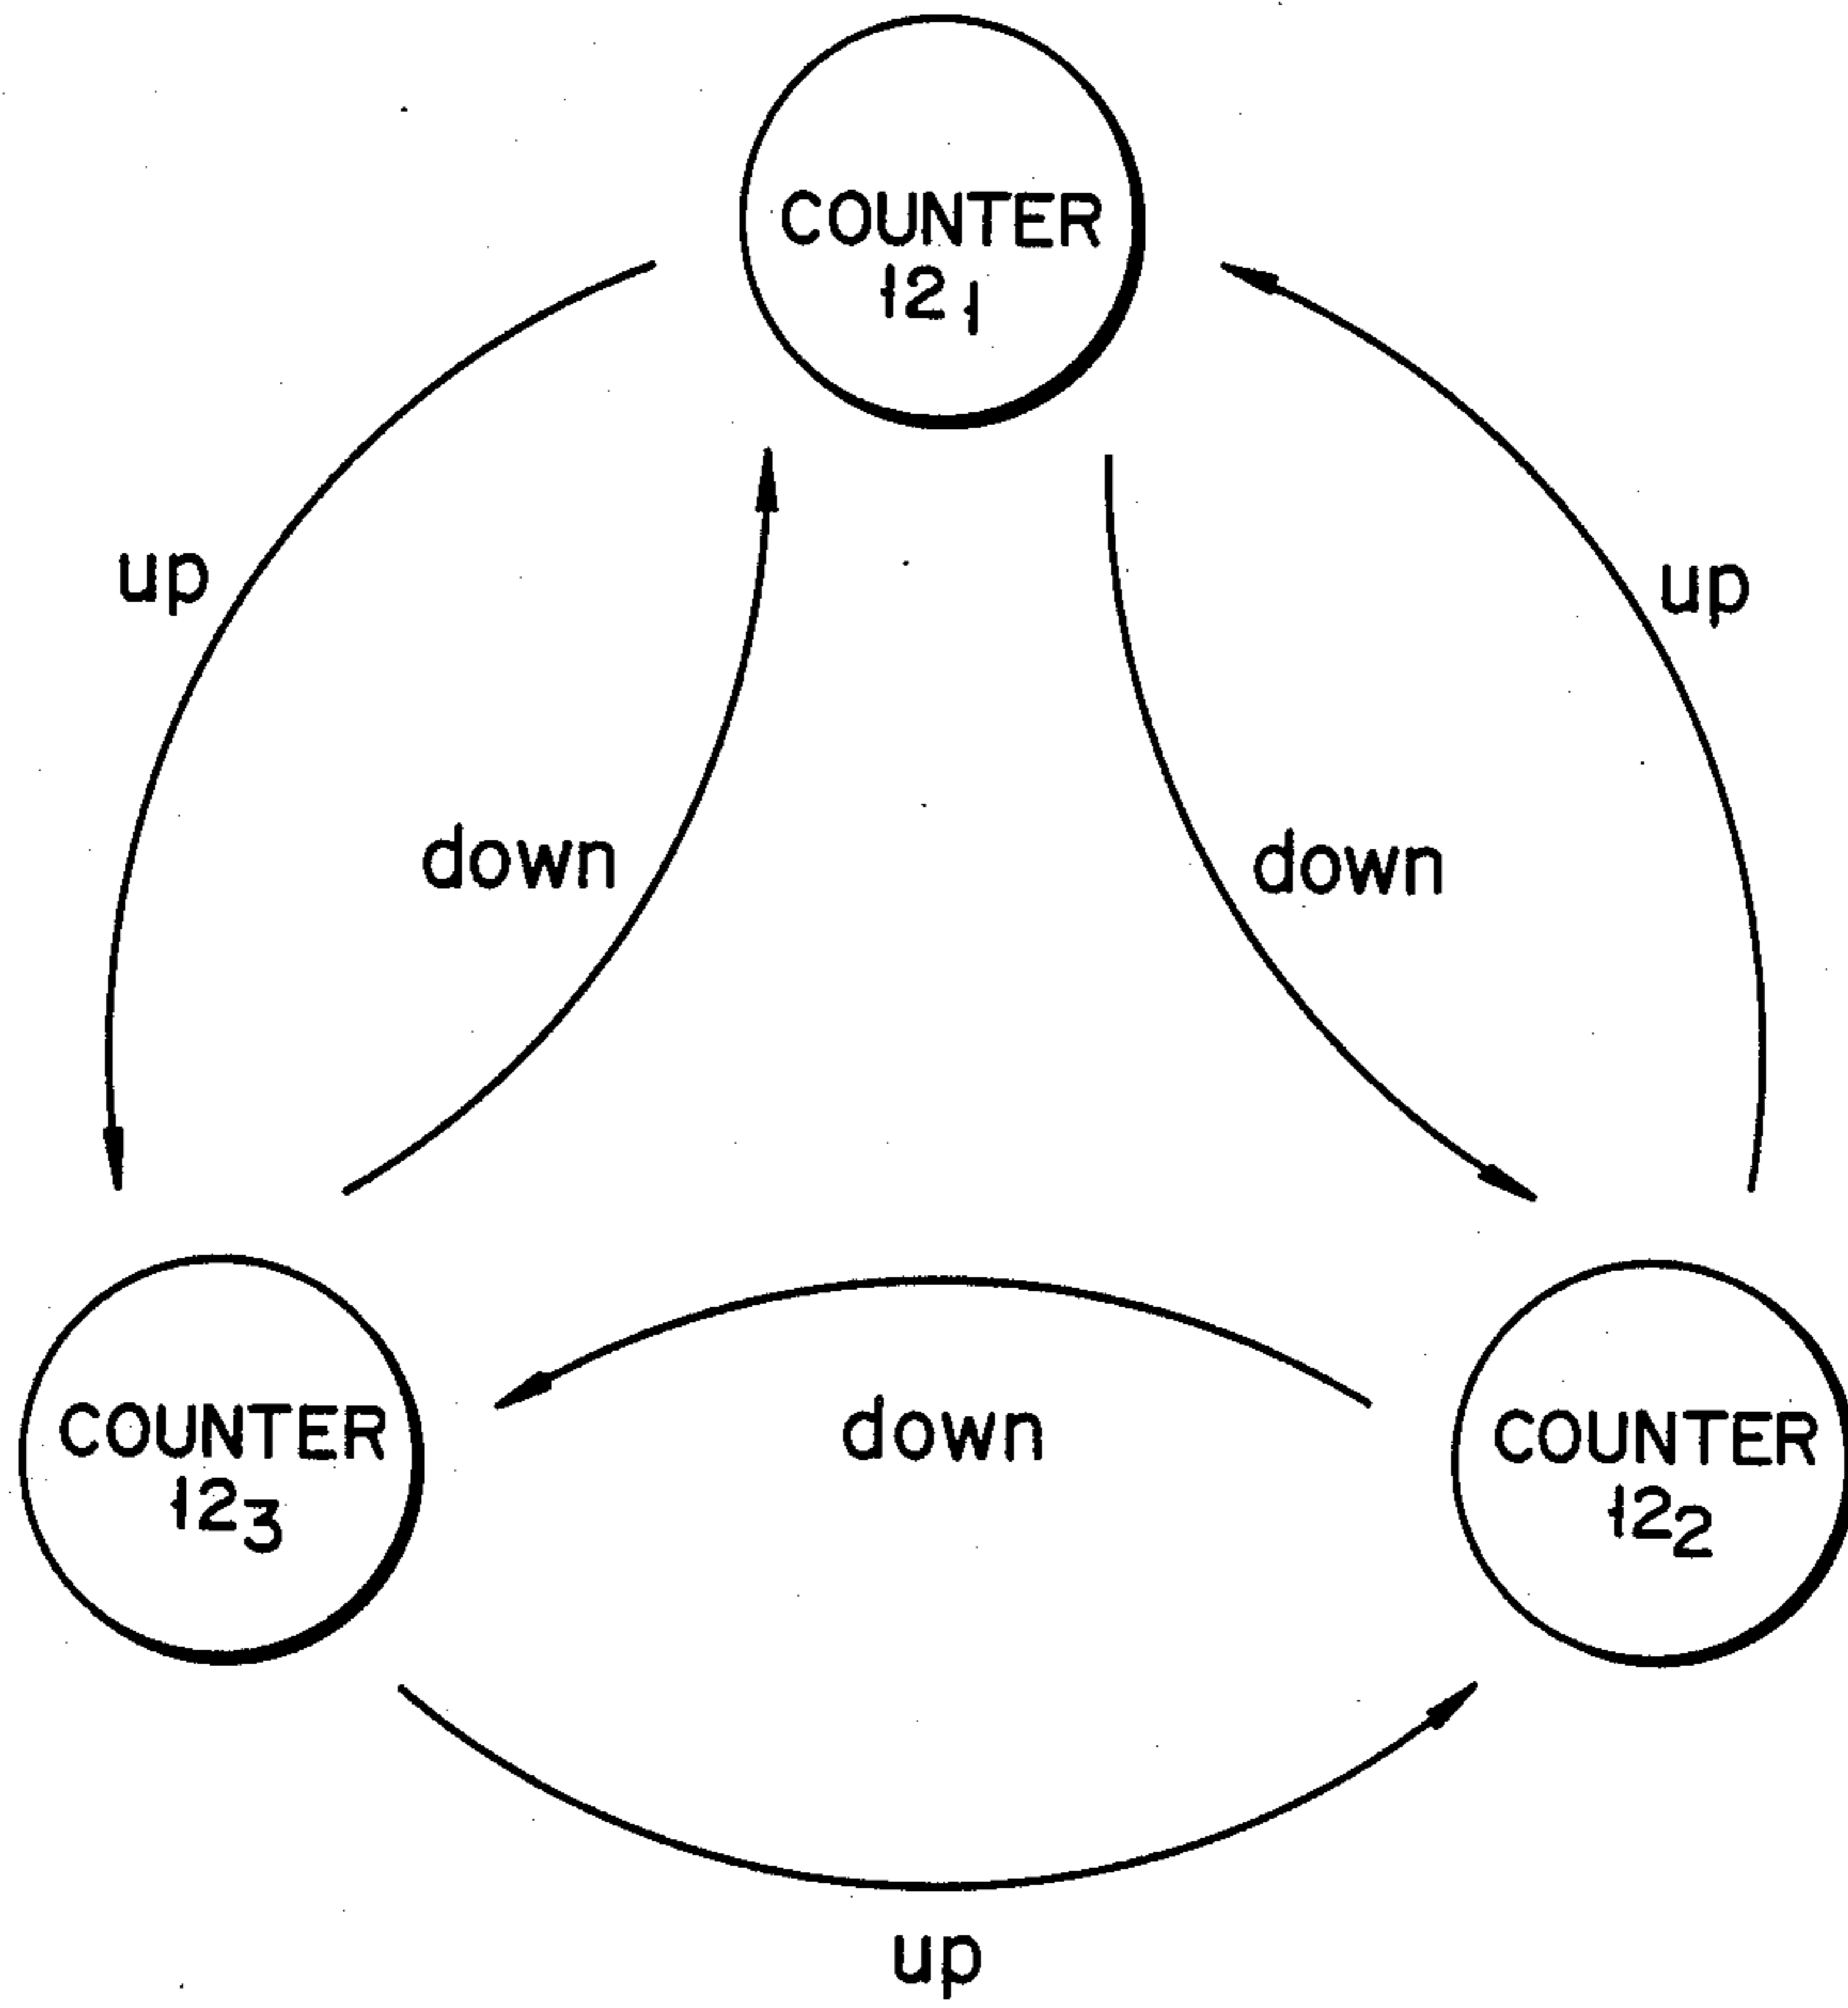 COUNTER
12₁
up
up
down
down
COUNTER
12₃
down
COUNTER
12₂
up